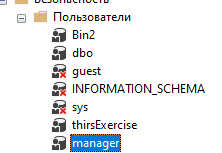 Безопасность
Пользователи
Bin2
dbo
guest
INFORMATION_SCHEMA
sys
thirsExercise
manager